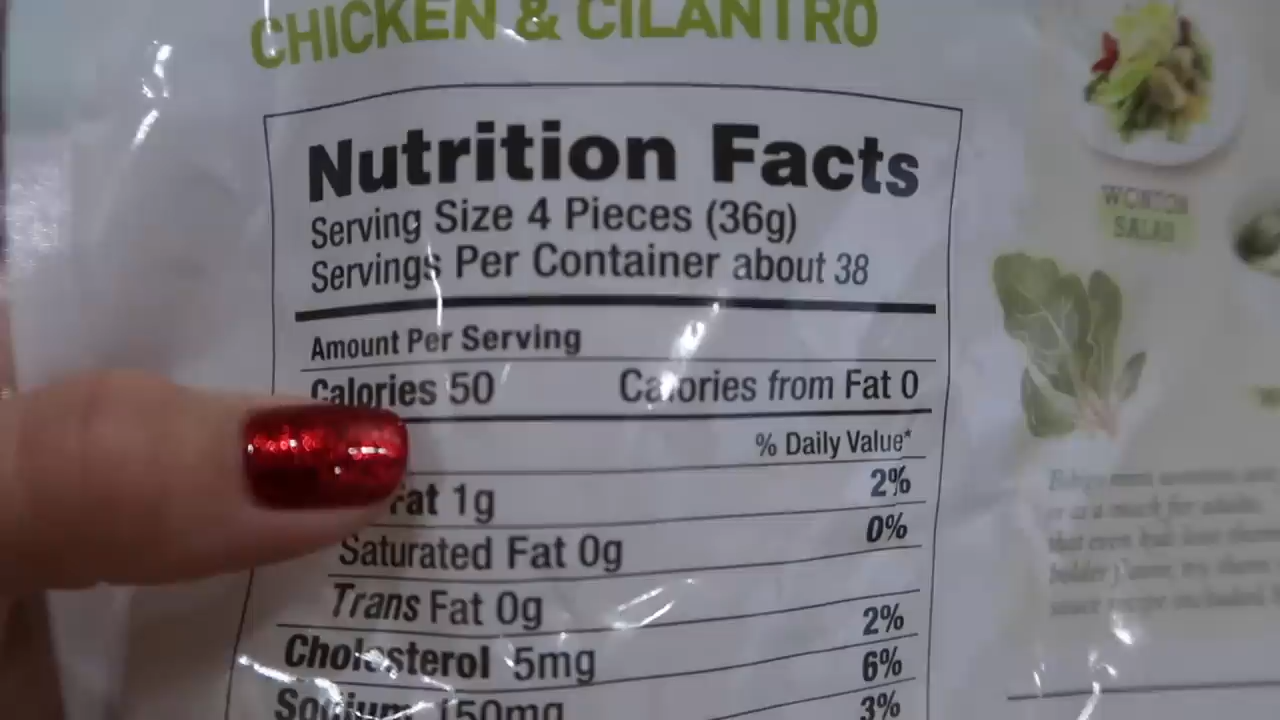 CHICKEN & CILANTRO
Nutrition Facts
Serving Size 4 Pieces (36g)
Servings Per Container about 38
Amount Per Serving
Calories 50 Calories from Fat 0
% Daily Value*
Fat 1g 2%
Saturated Fat 0g 0%
Trans Fat 0g
Cholesterol 5mg 2%
Sodium 150mg 6%
3%
WONTON
SALAD